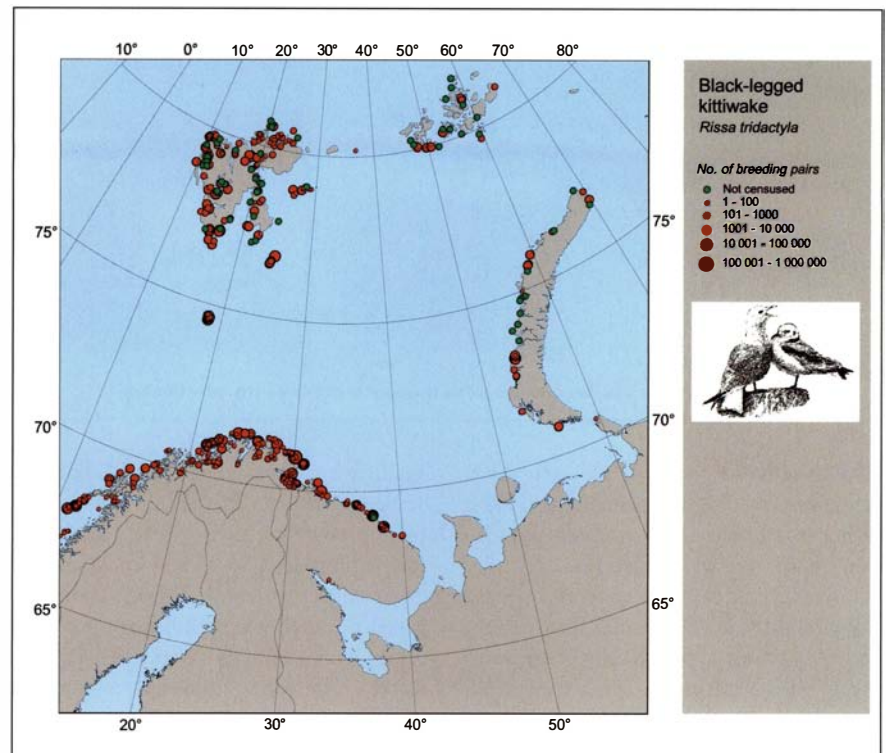 10° 0° 10° 20° 30° 40° 50° 60° 70° 80°
75°
75°
70°
70°
65°
65°
20° 30° 40° 50°
Black-legged
kittiwake
Rissa tridactyla
No. of breeding pairs
Not censused
1 - 100
101 - 1000
1001 - 10 000
10 001 - 100 000
100 001 - 1 000 000